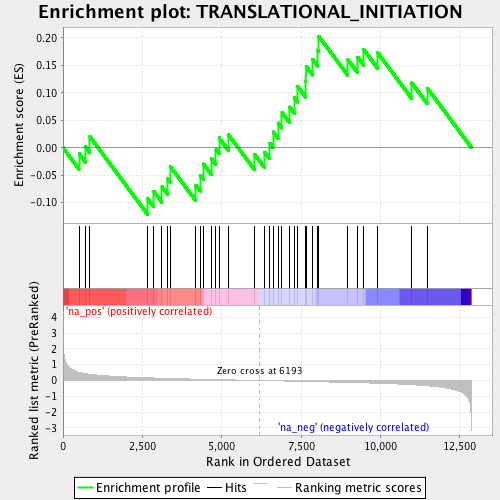 Enrichment plot: TRANSLATIONAL_INITIATION
Enrichment score (ES)
0.20
0.15
0.10
0.05
0.00
-0.05
-0.10
'na_pos' (positively correlated)
Ranked list metric (PreRanked)
4
3
2
1
0
-1
-2
-3
Zero cross at 6193
'na_neg' (negatively correlated)
0
2,500
5,000
7,500
10,000
12,500
Rank in Ordered Dataset
Enrichment profile
Hits
Ranking metric scores